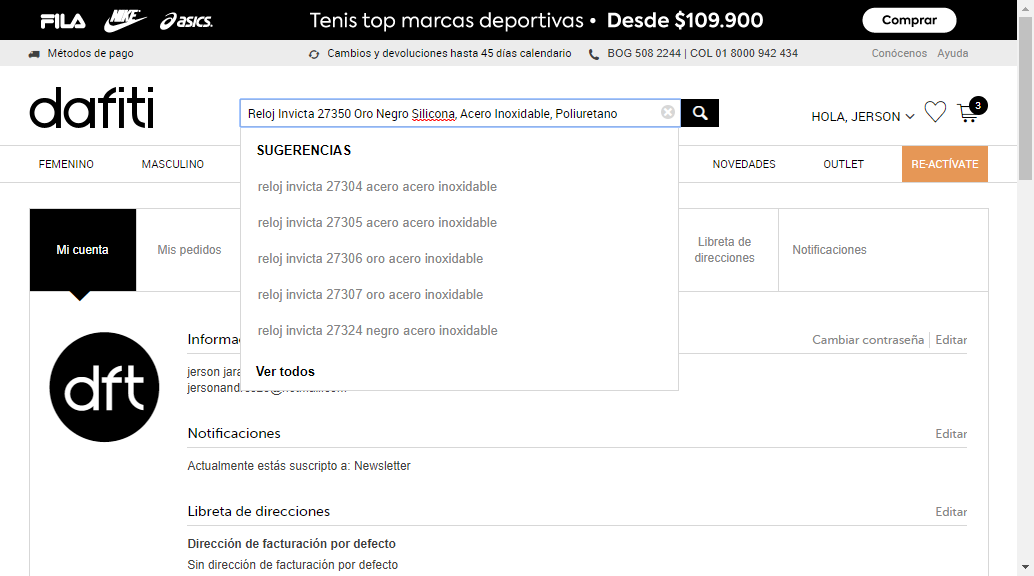 FILA NIKE asics. Tenis top marcas deportivas • Desde $109.900 Comprar
Métodos de pago Cambios y devoluciones hasta 45 días calendario BOG 508 2244 | COL 01 8000 942 434 Conócenos Ayuda
dafiti
Reloj Invicta 27350 Oro Negro Silicona, Acero Inoxidable, Poliuretano
HOLA, JERSON 3
FEMENINO MASCULINO NOVEDADES OUTLET RE-ACTÍVATE
SUGERENCIAS
reloj invicta 27304 acero acero inoxidable
reloj invicta 27305 acero acero inoxidable
reloj invicta 27306 oro acero inoxidable
reloj invicta 27307 oro acero inoxidable
reloj invicta 27324 negro acero inoxidable
Ver todos
Mi cuenta Mis pedidos Libreta de direcciones Notificaciones
dft
Cambiar contraseña Editar
jerson
Notificaciones Editar
Actualmente estás suscripto a: Newsletter
Libreta de direcciones Editar
Dirección de facturación por defecto
Sin dirección de facturación por defecto